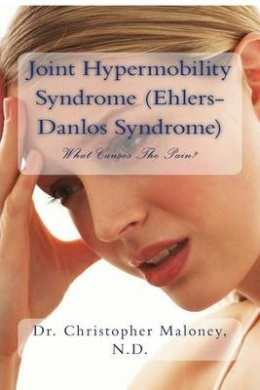 Joint Hypermobility
Syndrome (Ehlers-
Danlos Syndrome)
What Causes The Pain?
Dr. Christopher Maloney,
N.D.